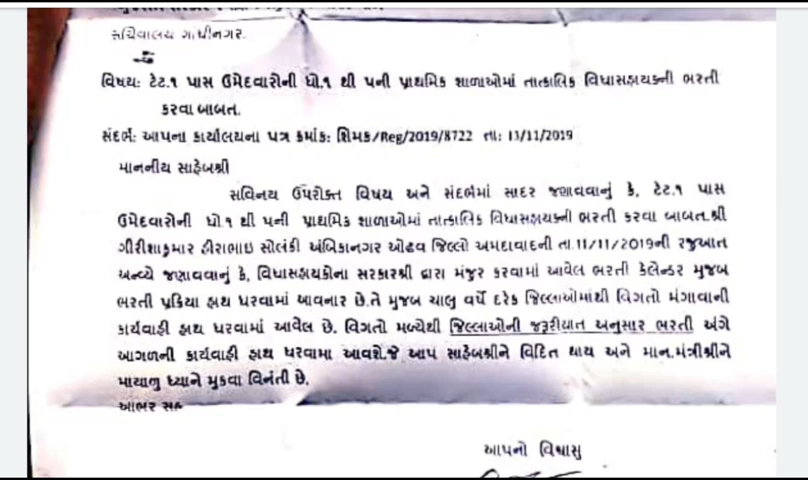 સચિવાલય ગાંધીનગર.
વિષય: ટેટ.૧ પાસ ઉમેદવારોની ધો.૧ થી ૫ની પ્રાથમિક શાળાઓમાં તાત્કાલિક વિધાસહાયકની ભરતી
કરવા બાબત.
સંદર્ભ: આપના કાર્યાલયના પત્ર ક્રમાંક: શિમક/Reg/2019/8722 તા: 13/11/2019
માનનીય સાહેબશ્રી
સવિનય ઉપરોક્ત વિષય અને સંદર્ભમાં સાદર જણાવવાનું કે, ટેટ.૧ પાસ
ઉમેદવારોની ધો.૧ થી ૫ની પ્રાથમિક શાળાઓમાં તાત્કાલિક વિધાસહાયકની ભરતી કરવા બાબત.શ્રી
ગીરીશકુમાર હીરાભાઇ સોલંકી અંબિકાનગર ઓઢવ જિલ્લો અમદાવાદની તા.11/11/2019ની રજુઆત
અન્વયે જણાવવાનું કે, વિધાસહાયકોના સરકારશ્રી દ્વારા મંજુર કરવામાં આવેલ ભરતી કેલેન્ડર મુજબ
ભરતી પ્રક્રિયા હાથ ધરવામાં આવનાર છે.તે મુજબ ચાલુ વર્ષે દરેક જિલ્લાઓમાંથી વિગતો મંગાવાની
કાર્યવાહી હાથ ધરવામાં આવેલ છે. વિગતો મળ્યેથી જિલ્લાઓની જરૂરીયાત અનુસાર ભરતી અંગે
આગળની કાર્યવાહી હાથ ધરવામા આવશે.જે આપ સાહેબશ્રીને વિદિત થાય અને માન.મંત્રીશ્રીને
માયાળુ ધ્યાને મુકવા વિનંતી છે.
આભાર સહ
આપનો વિશ્વાસુ